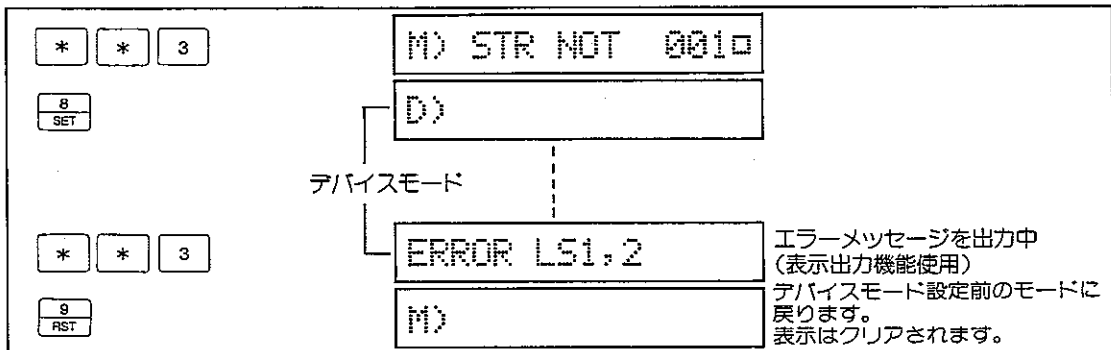 * * 3 M) STR NOT 001¤
8
SET
D)
デバイスモード
* * 3 ERROR LS1,2
エラーメッセージを出力中
(表示出力機能使用)
9
RST
M)
デバイスモード設定前のモードに
戻ります。
表示はクリアされます。